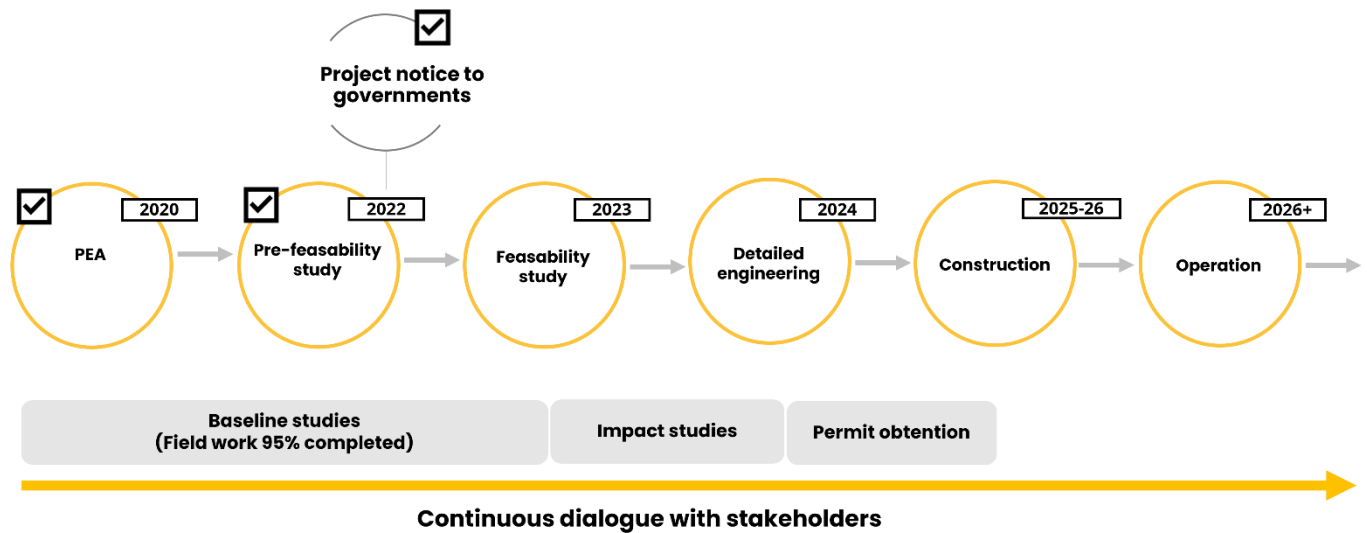 Project notice to
governments
2020
PEA
2022
Pre-feasability
study
2023
Feasability
study
2024
Detailed
engineering
2025-26
Construction
2026+
Operation
Baseline studies
(Field work 95% completed)
Impact studies
Permit obtention
Continuous dialogue with stakeholders